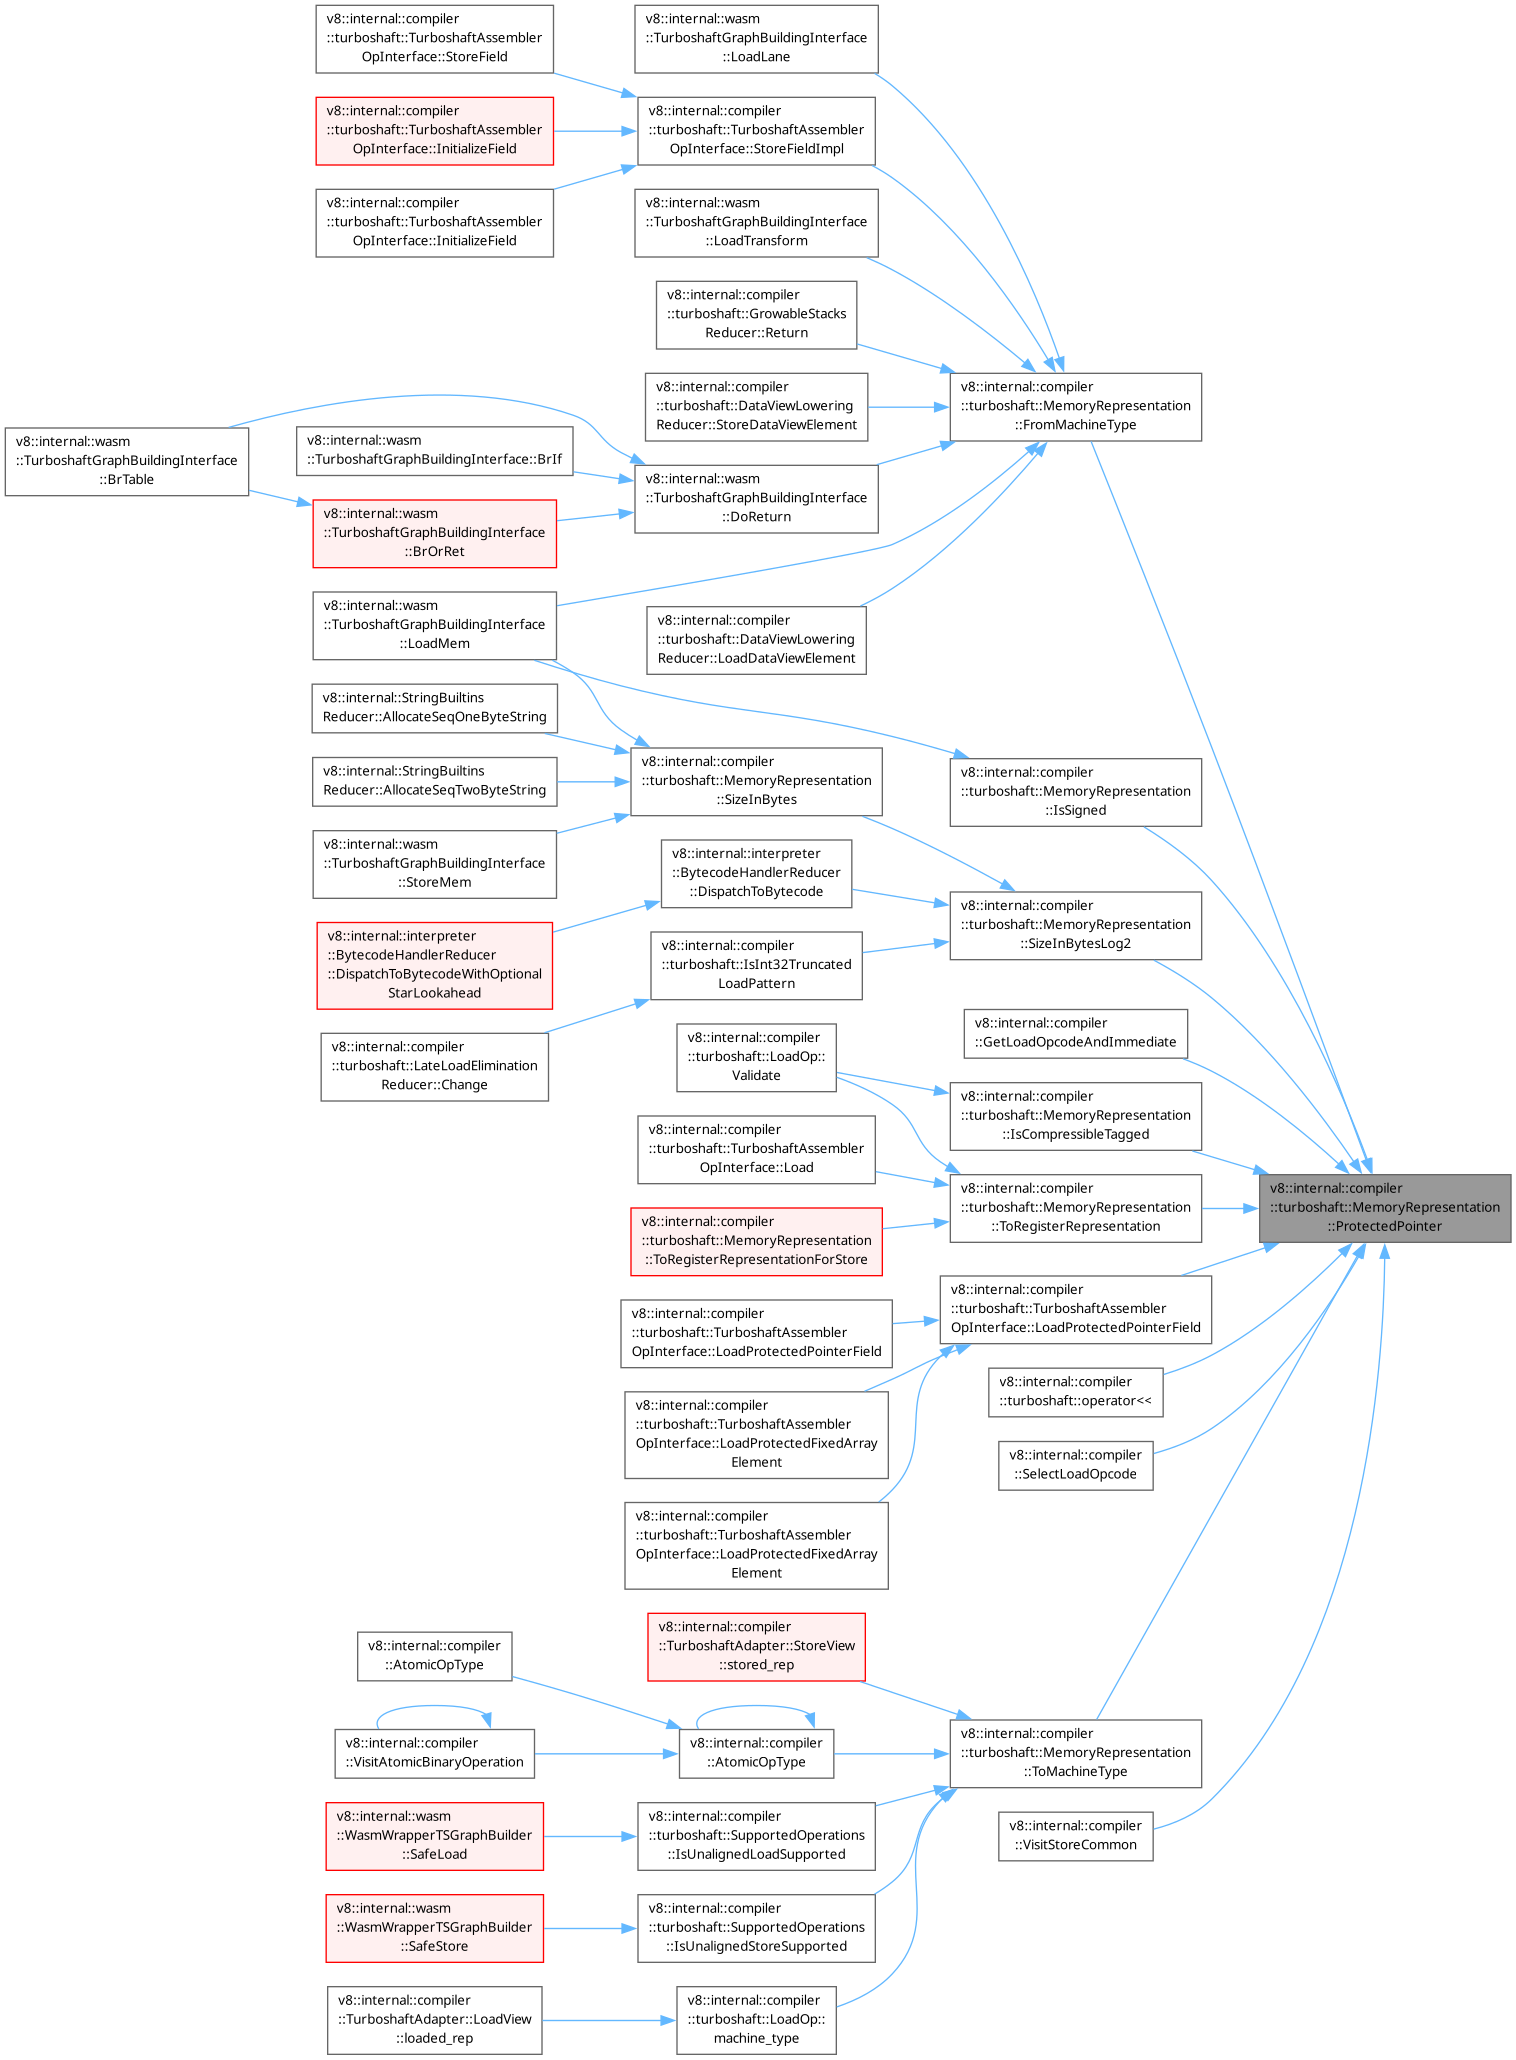 v8::internal::compiler
::turboshaft::TurboshaftAssembler
OpInterface::StoreField
v8::internal::wasm
::TurboshaftGraphBuildingInterface
::LoadLane
v8::internal::compiler
::turboshaft::TurboshaftAssembler
OpInterface::InitializeField
v8::internal::compiler
::turboshaft::TurboshaftAssembler
OpInterface::StoreFieldImpl
v8::internal::compiler
::turboshaft::TurboshaftAssembler
OpInterface::InitializeField
v8::internal::wasm
::TurboshaftGraphBuildingInterface
::LoadTransform
v8::internal::compiler
::turboshaft::GrowableStacks
Reducer::Return
v8::internal::compiler
::turboshaft::DataViewLowering
Reducer::StoreDataViewElement
v8::internal::compiler
::turboshaft::MemoryRepresentation
::FromMachineType
v8::internal::wasm
::TurboshaftGraphBuildingInterface
::BrTable
v8::internal::wasm
::TurboshaftGraphBuildingInterface::BrIf
v8::internal::wasm
::TurboshaftGraphBuildingInterface
::DoReturn
v8::internal::wasm
::TurboshaftGraphBuildingInterface
::BrOrRet
v8::internal::wasm
::TurboshaftGraphBuildingInterface
::LoadMem
v8::internal::compiler
::turboshaft::DataViewLowering
Reducer::LoadDataViewElement
v8::internal::StringBuiltins
Reducer::AllocateSeqOneByteString
v8::internal::StringBuiltins
Reducer::AllocateSeqTwoByteString
v8::internal::compiler
::turboshaft::MemoryRepresentation
::SizeInBytes
v8::internal::compiler
::turboshaft::MemoryRepresentation
::IsSigned
v8::internal::wasm
::TurboshaftGraphBuildingInterface
::StoreMem
v8::internal::interpreter
::BytecodeHandlerReducer
::DispatchToBytecode
v8::internal::compiler
::turboshaft::MemoryRepresentation
::SizeInBytesLog2
v8::internal::interpreter
::BytecodeHandlerReducer
::DispatchToBytecodeWithOptional
StarLookahead
v8::internal::compiler
::turboshaft::IsInt32Truncated
LoadPattern
v8::internal::compiler
::turboshaft::LateLoadElimination
Reducer::Change
v8::internal::compiler
::turboshaft::LoadOp::
Validate
v8::internal::compiler
::GetLoadOpcodeAndImmediate
v8::internal::compiler
::turboshaft::MemoryRepresentation
::IsCompressibleTagged
v8::internal::compiler
::turboshaft::TurboshaftAssembler
OpInterface::Load
v8::internal::compiler
::turboshaft::MemoryRepresentation
::ToRegisterRepresentation
v8::internal::compiler
::turboshaft::MemoryRepresentation
::ProtectedPointer
v8::internal::compiler
::turboshaft::MemoryRepresentation
::ToRegisterRepresentationForStore
v8::internal::compiler
::turboshaft::TurboshaftAssembler
OpInterface::LoadProtectedPointerField
v8::internal::compiler
::turboshaft::TurboshaftAssembler
OpInterface::LoadProtectedPointerField
v8::internal::compiler
::turboshaft::operator<<
v8::internal::compiler
::turboshaft::TurboshaftAssembler
OpInterface::LoadProtectedFixedArray
Element
v8::internal::compiler
::SelectLoadOpcode
v8::internal::compiler
::turboshaft::TurboshaftAssembler
OpInterface::LoadProtectedFixedArray
Element
v8::internal::compiler
::TurboshaftAdapter::StoreView
::stored_rep
v8::internal::compiler
::AtomicOpType
v8::internal::compiler
::VisitAtomicBinaryOperation
v8::internal::compiler
::AtomicOpType
v8::internal::compiler
::turboshaft::MemoryRepresentation
::ToMachineType
v8::internal::wasm
::WasmWrapperTSGraphBuilder
::SafeLoad
v8::internal::compiler
::turboshaft::SupportedOperations
::IsUnalignedLoadSupported
v8::internal::compiler
::VisitStoreCommon
v8::internal::wasm
::WasmWrapperTSGraphBuilder
::SafeStore
v8::internal::compiler
::turboshaft::SupportedOperations
::IsUnalignedStoreSupported
v8::internal::compiler
::TurboshaftAdapter::LoadView
::loaded_rep
v8::internal::compiler
::turboshaft::LoadOp::
machine_type